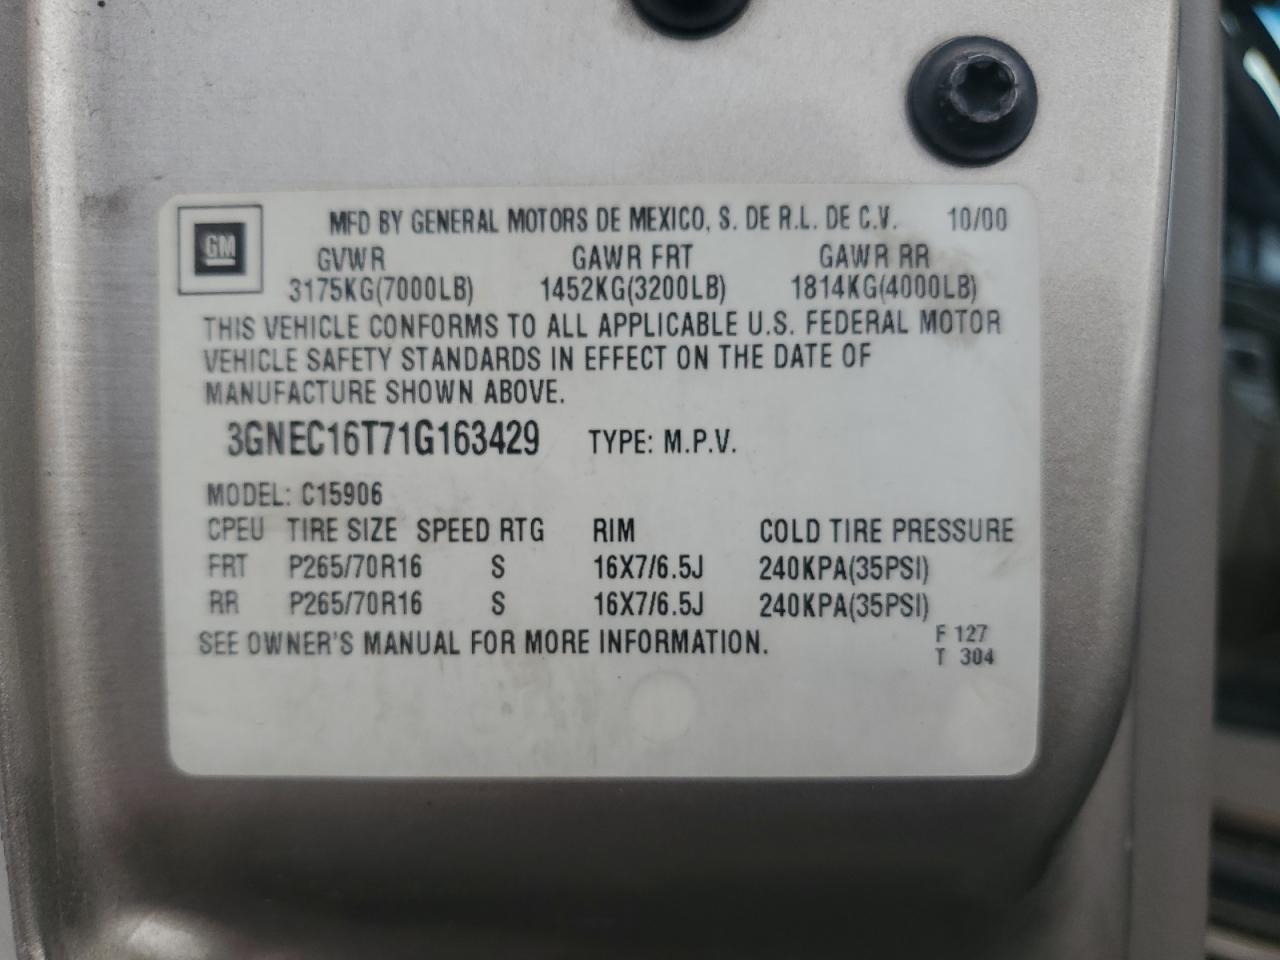 GM
MFD BY GENERAL MOTORS DE MEXICO, S. DE R.L. DE C.V. 10/00
GVWR GAWR FRT GAWR RR
3175KG(7000LB) 1452KG(3200LB) 1814KG(4000LB)
THIS VEHICLE CONFORMS TO ALL APPLICABLE U.S. FEDERAL MOTOR
VEHICLE SAFETY STANDARDS IN EFFECT ON THE DATE OF
MANUFACTURE SHOWN ABOVE.
3GNEC16T71G163429 TYPE: M.P.V.
MODEL: C15906
CPEU TIRE SIZE SPEED RTG RIM COLD TIRE PRESSURE
FRT P265/70R16 S 16X7/6.5J 240KPA(35PSI)
RR P265/70R16 S 16X7/6.5J 240KPA(35PSI)
SEE OWNER'S MANUAL FOR MORE INFORMATION. F 127
T 304